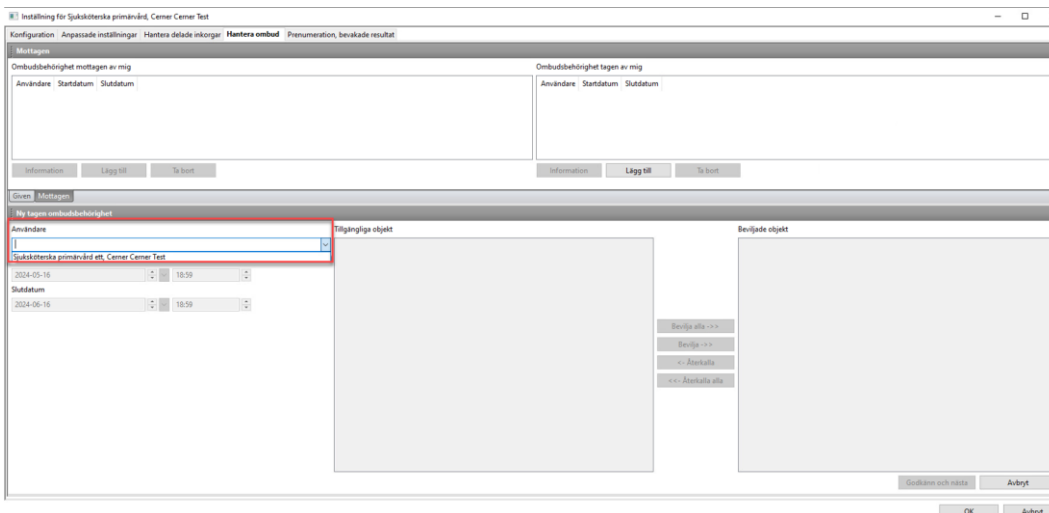 Inställning för Sjuksköterska primärvård, Cerner Cerner Test
Konfiguration Anpassade inställningar Hantera delade inkorgar Hantera ombud Prenumeration, bevakade resultat
Mottagen
Ombudsbehörighet mottagen av mig
Användare Startdatum Slutdatum
Information Lägg till Ta bort
Ombudsbehörighet tagen av mig
Användare Startdatum Slutdatum
Information Lägg till Ta bort
Given Mottagen
Ny tagen ombudsbehörighet
Användare
Sjuksköterska primärvård ett, Cerner Cerner Test
2024-05-16 18:59
Slutdatum
2024-06-16 18:59
Tillgängliga objekt
Bevilja alla ->>
Bevilja ->>
<- Återkalla
<<- Återkalla alla
Beviljade objekt
Godkänn och nästa Avbryt
OK Avbryt